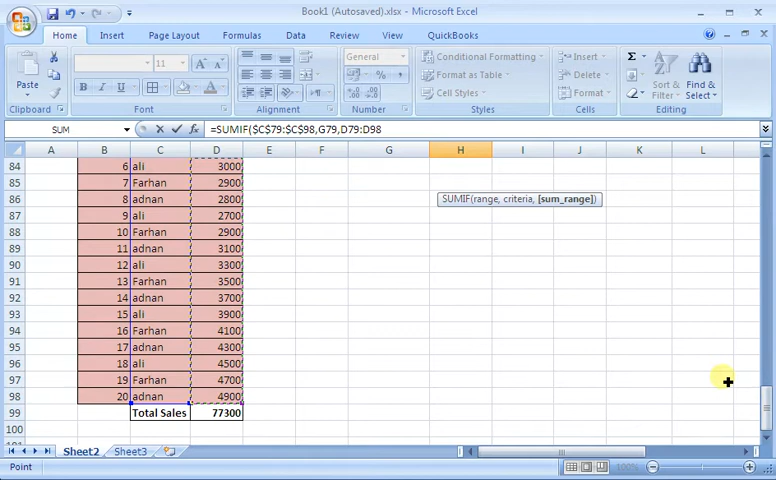 Book1 (Autosaved).xlsx - Microsoft Excel
Home Insert Page Layout Formulas Data Review View QuickBooks
Paste
Clipboard
11
B I U A A
Font
Alignment
General
$ % ,
Number
Conditional Formatting
Format as Table
Cell Styles
Styles
Insert
Delete
Format
Cells
Σ
Sort & Filter
Find & Select
Editing
SUM fx =SUMIF($C$79:$C$98,G79,D79:D98
A B C D E F G H I J K L
84 6 ali 3000
85 7 Farhan 2900
86 8 adnan 2800
SUMIF(range, criteria, [sum_range])
87 9 ali 2700
88 10 Farhan 2900
89 11 adnan 3100
90 12 ali 3300
91 13 Farhan 3500
92 14 adnan 3700
93 15 ali 3900
94 16 Farhan 4100
95 17 adnan 4300
96 18 ali 4500
97 19 Farhan 4700
98 20 adnan 4900
99 Total Sales 77300
100
Sheet2 Sheet3
Point 100%